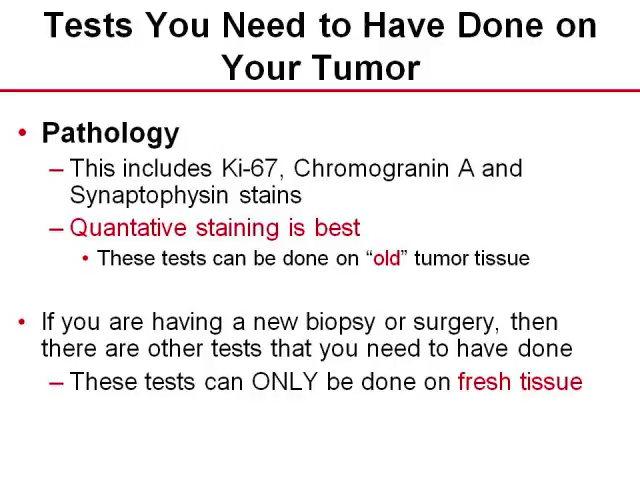 Tests You Need to Have Done on
Your Tumor
• Pathology
– This includes Ki-67, Chromogranin A and
Synaptophysin stains
– Quantative staining is best
• These tests can be done on “old” tumor tissue
• If you are having a new biopsy or surgery, then
there are other tests that you need to have done
– These tests can ONLY be done on fresh tissue